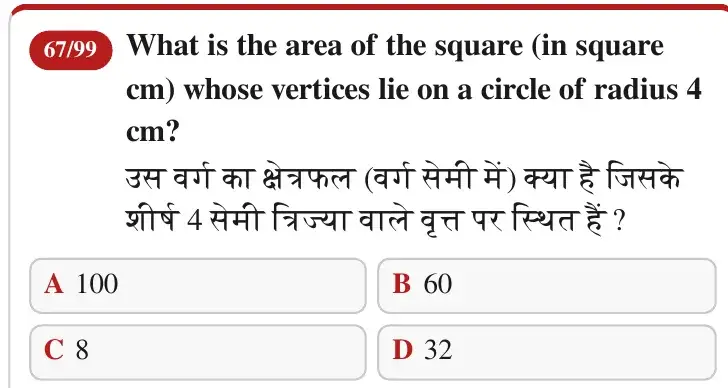 67/99 What is the area of the square (in square
cm) whose vertices lie on a circle of radius 4
cm?
उस वर्ग का क्षेत्रफल (वर्ग सेमी में) क्या है जिसके
शीर्ष 4 सेमी त्रिज्या वाले वृत्त पर स्थित हैं ?
A 100
B 60
C 8
D 32